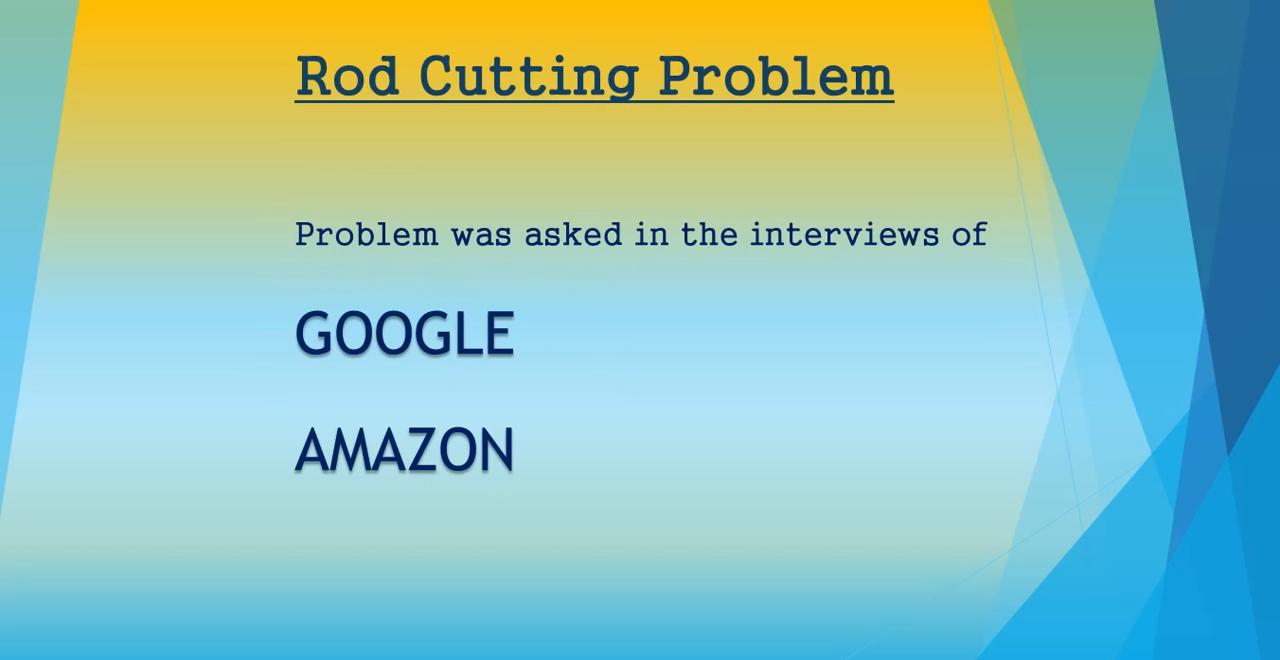 Rod Cutting Problem
Problem was asked in the interviews of
GOOGLE
AMAZON